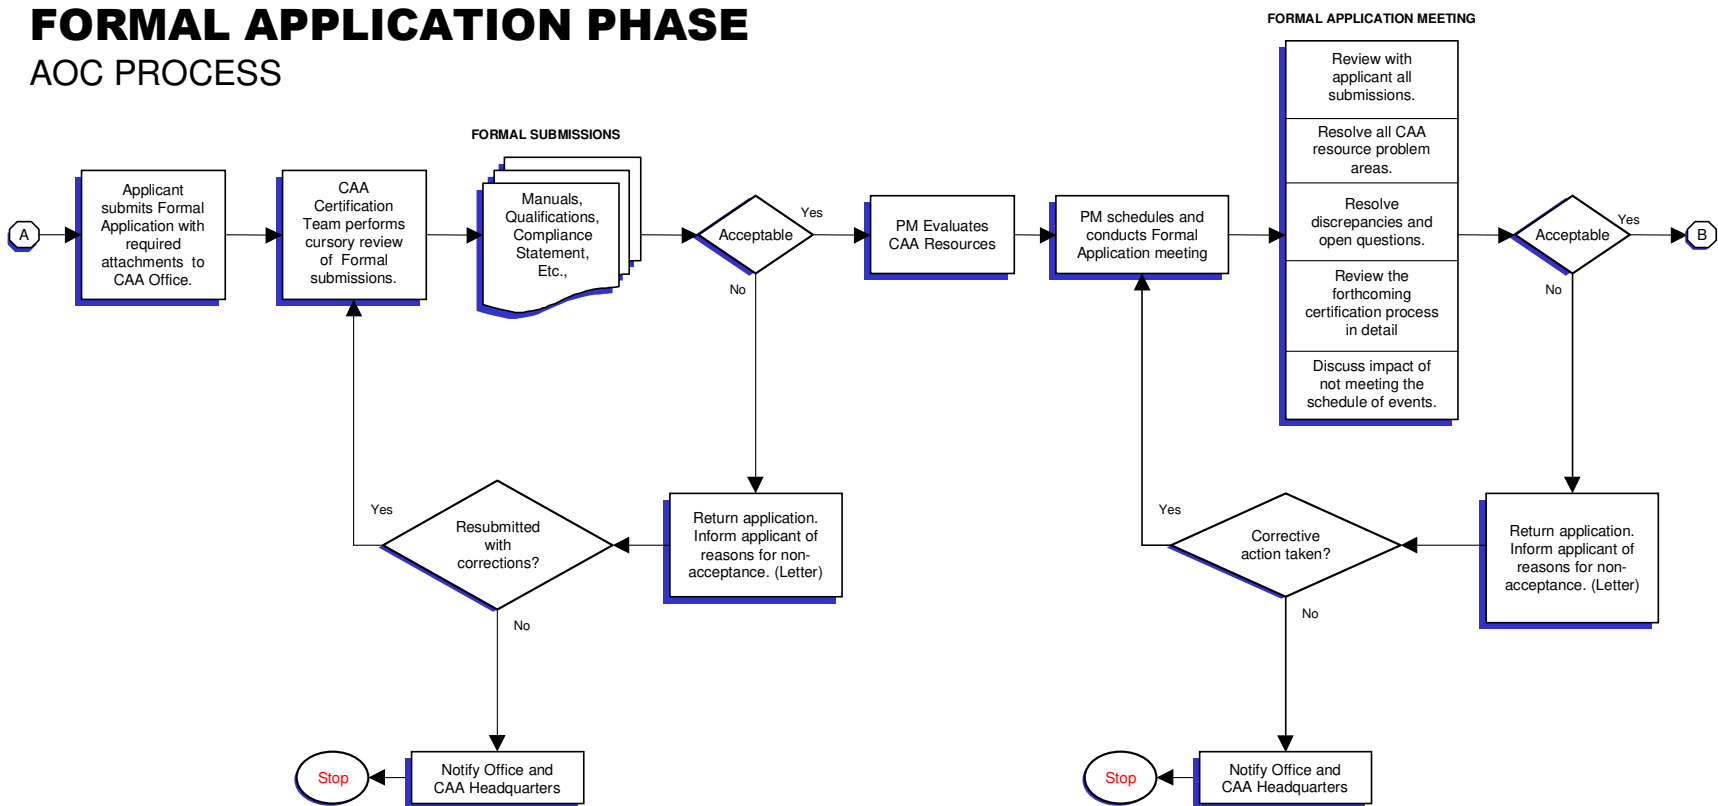 FORMAL APPLICATION PHASE
AOC PROCESS
FORMAL APPLICATION MEETING
FORMAL SUBMISSIONS
A
Applicant
submits Formal
Application with
required
attachments to
CAA Office.
CAA
Certification
Team performs
cursory review
of Formal
submissions.
Manuals,
Qualifications,
Compliance
Statement,
Etc.,
Acceptable
Yes
No
PM Evaluates
CAA Resources
PM schedules and
conducts Formal
Application meeting
Review with
applicant all
submissions.
Resolve all CAA
resource problem
areas.
Resolve
discrepancies and
open questions.
Review the
forthcoming
certification process
in detail
Discuss impact of
not meeting the
schedule of events.
Acceptable
Yes
No
B
Yes
Resubmitted
with
corrections?
No
Return application.
Inform applicant of
reasons for non-
acceptance. (Letter)
Yes
Corrective
action taken?
No
Return application.
Inform applicant of
reasons for non-
acceptance. (Letter)
Stop
Notify Office and
CAA Headquarters
Stop
Notify Office and
CAA Headquarters